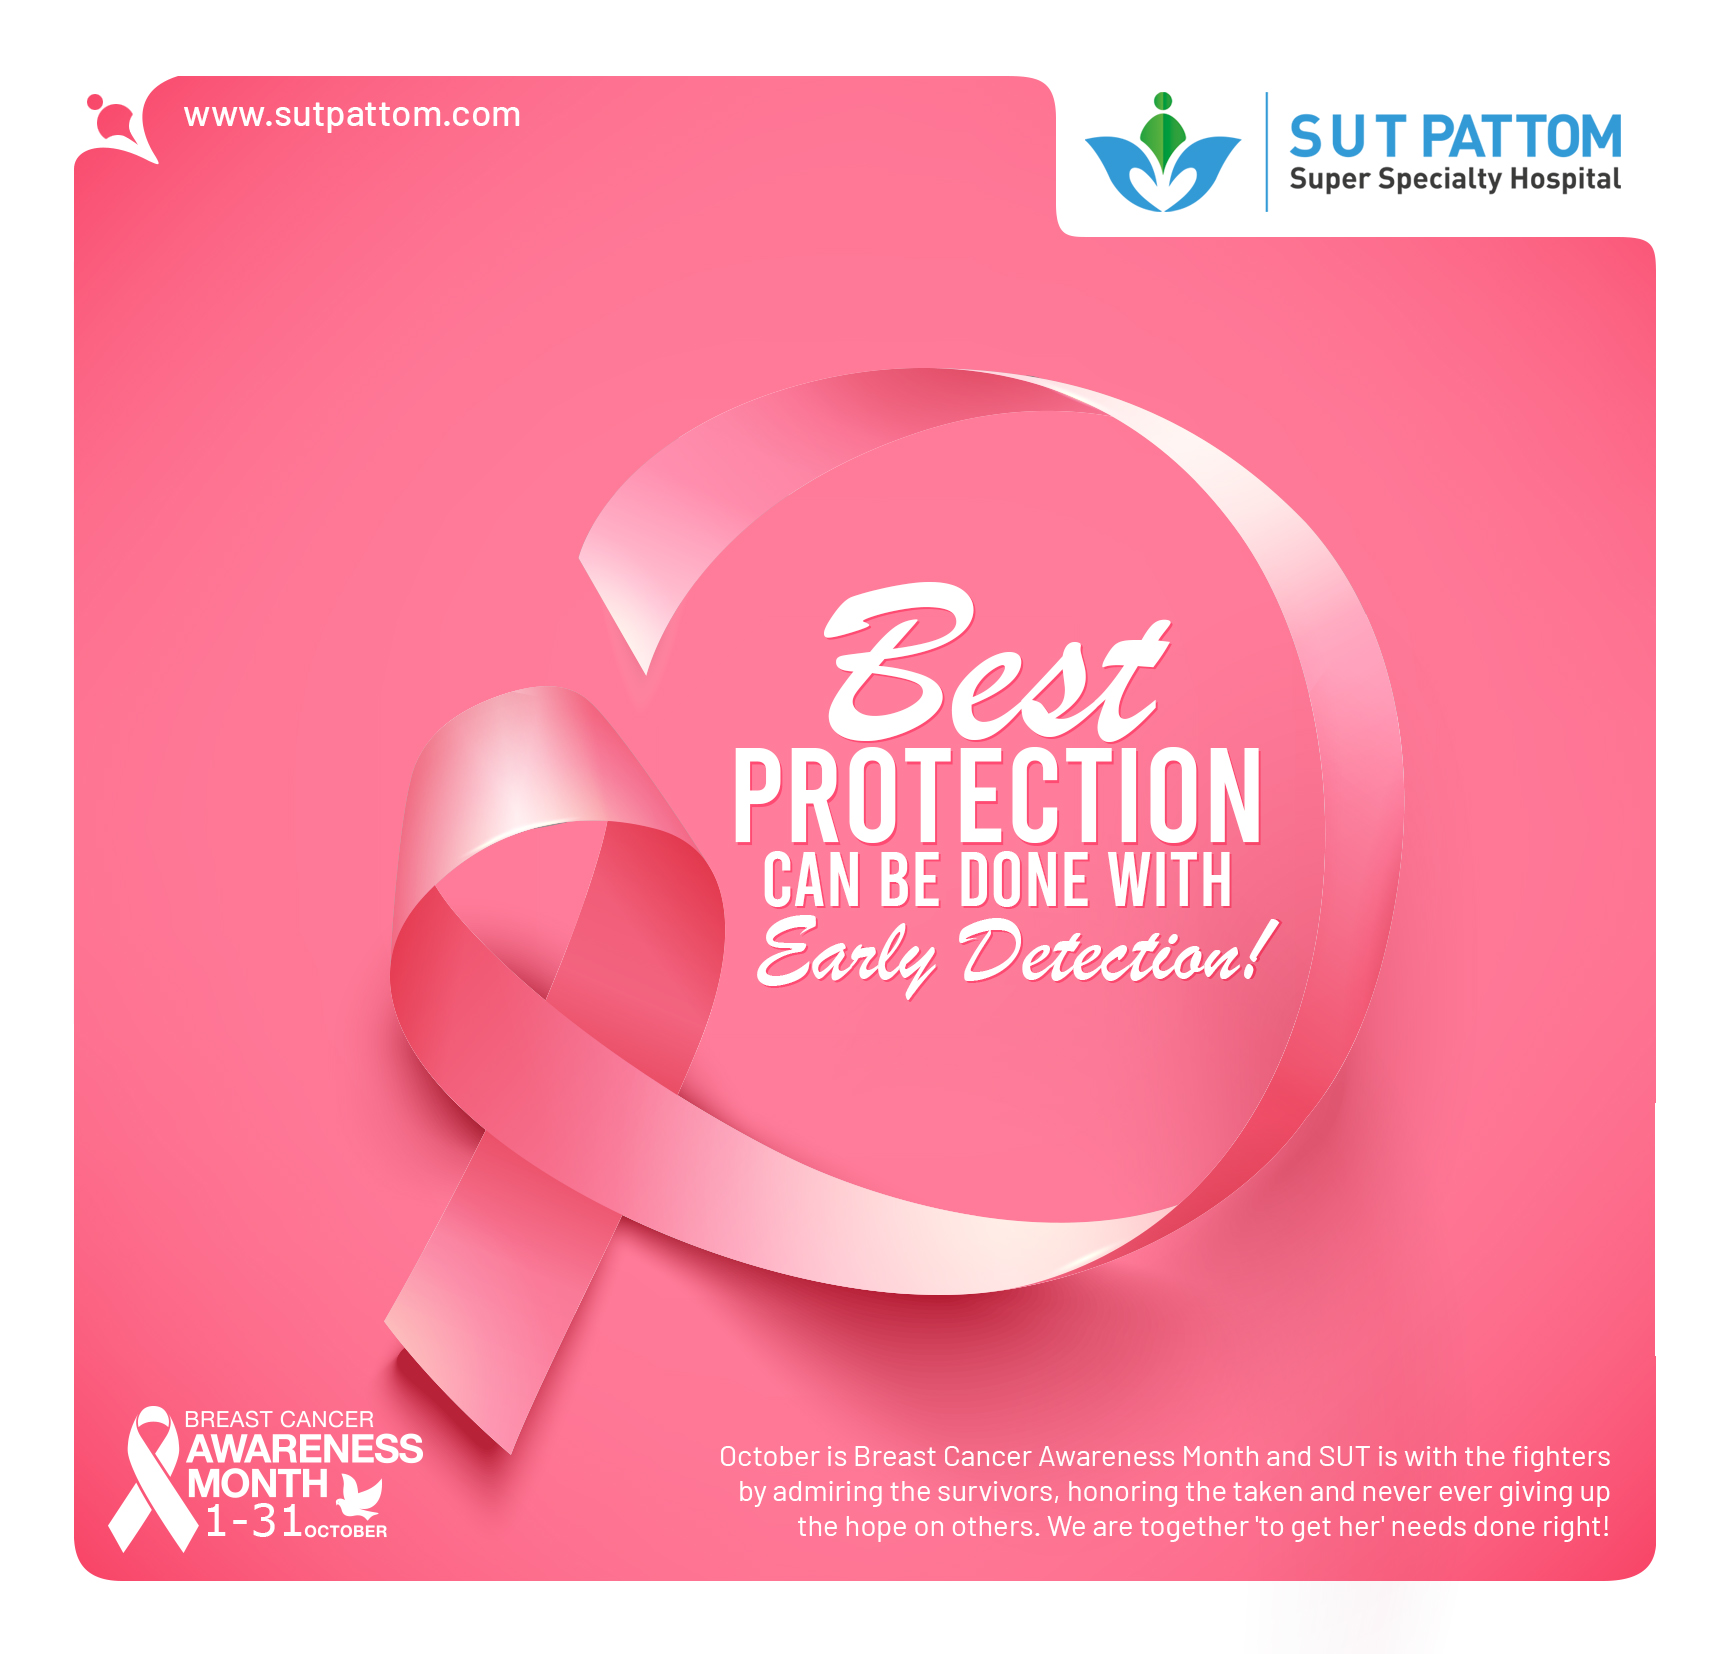 www.sutpattom.com
SUT PATTOM
Super Specialty Hospital
Best
PROTECTION
CAN BE DONE WITH
Early Detection!
BREAST CANCER
AWARENESS
MONTH
1-31 OCTOBER
October is Breast Cancer Awareness Month and SUT is with the fighters
by admiring the survivors, honoring the taken and never ever giving up
the hope on others. We are together 'to get her' needs done right!